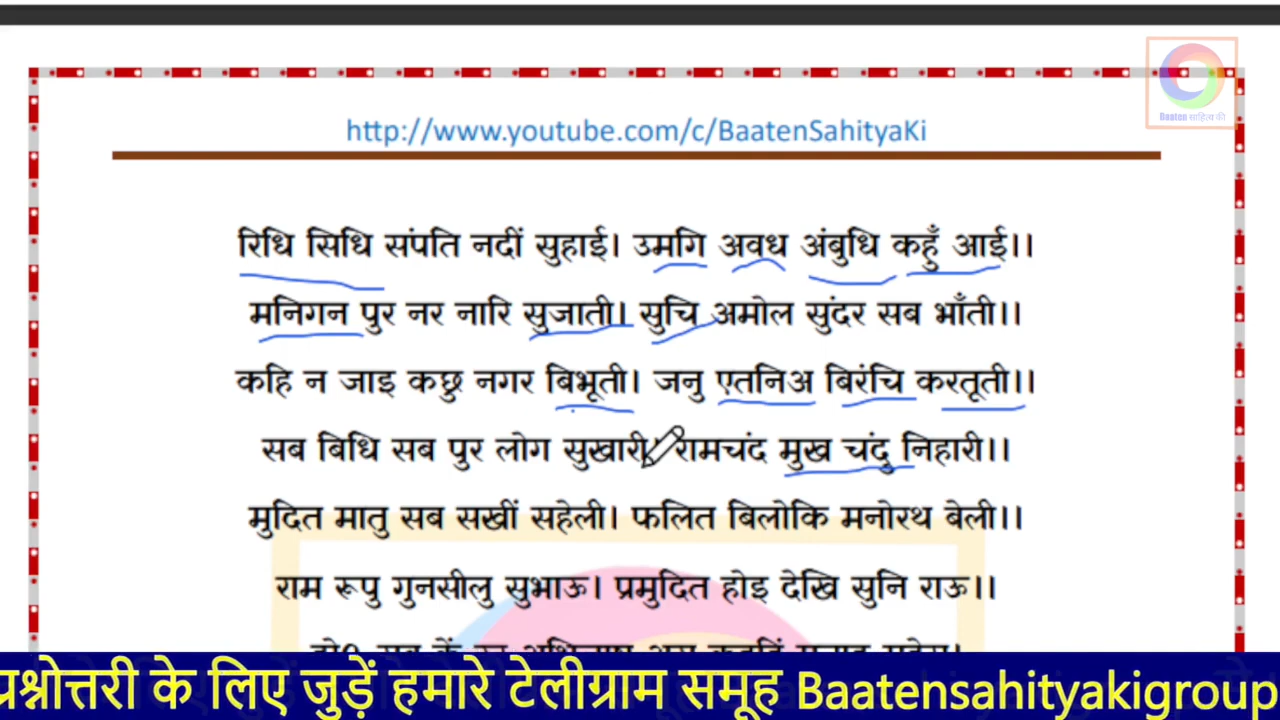 Baaten साहित्य की
http://www.youtube.com/c/BaatenSahityaKi
रिधि सिधि संपति नदीं सुहाई। उमगि अवध अंबुधि कहुँ आई।।
मनिगन पुर नर नारि सुजाती। सुचि अमोल सुंदर सब भाँती।।
कहि न जाइ कछु नगर बिभूती। जनु एतनिअ बिरंचि करतूती।।
सब बिधि सब पुर लोग सुखारी। रामचंद मुख चंदु निहारी।।
मुदित मातु सब सखीं सहेली। फलित बिलोकि मनोरथ बेली।।
राम रूपु गुनसीलु सुभाऊ। प्रमुदित होइ देखि सुनि राऊ।।
प्रश्नोत्तरी के लिए जुड़ें हमारे टेलीग्राम समूह Baatensahityakigroup